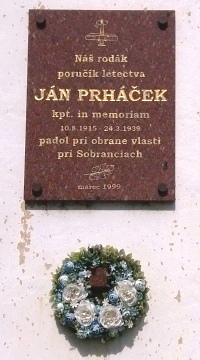 Náš rodák
poručík letectva
JÁN PRHÁČEK
kpt. in memoriam
10.8.1915 - 24.3.1939
padol pri obrane vlasti
pri Sobranciach
marec 1999